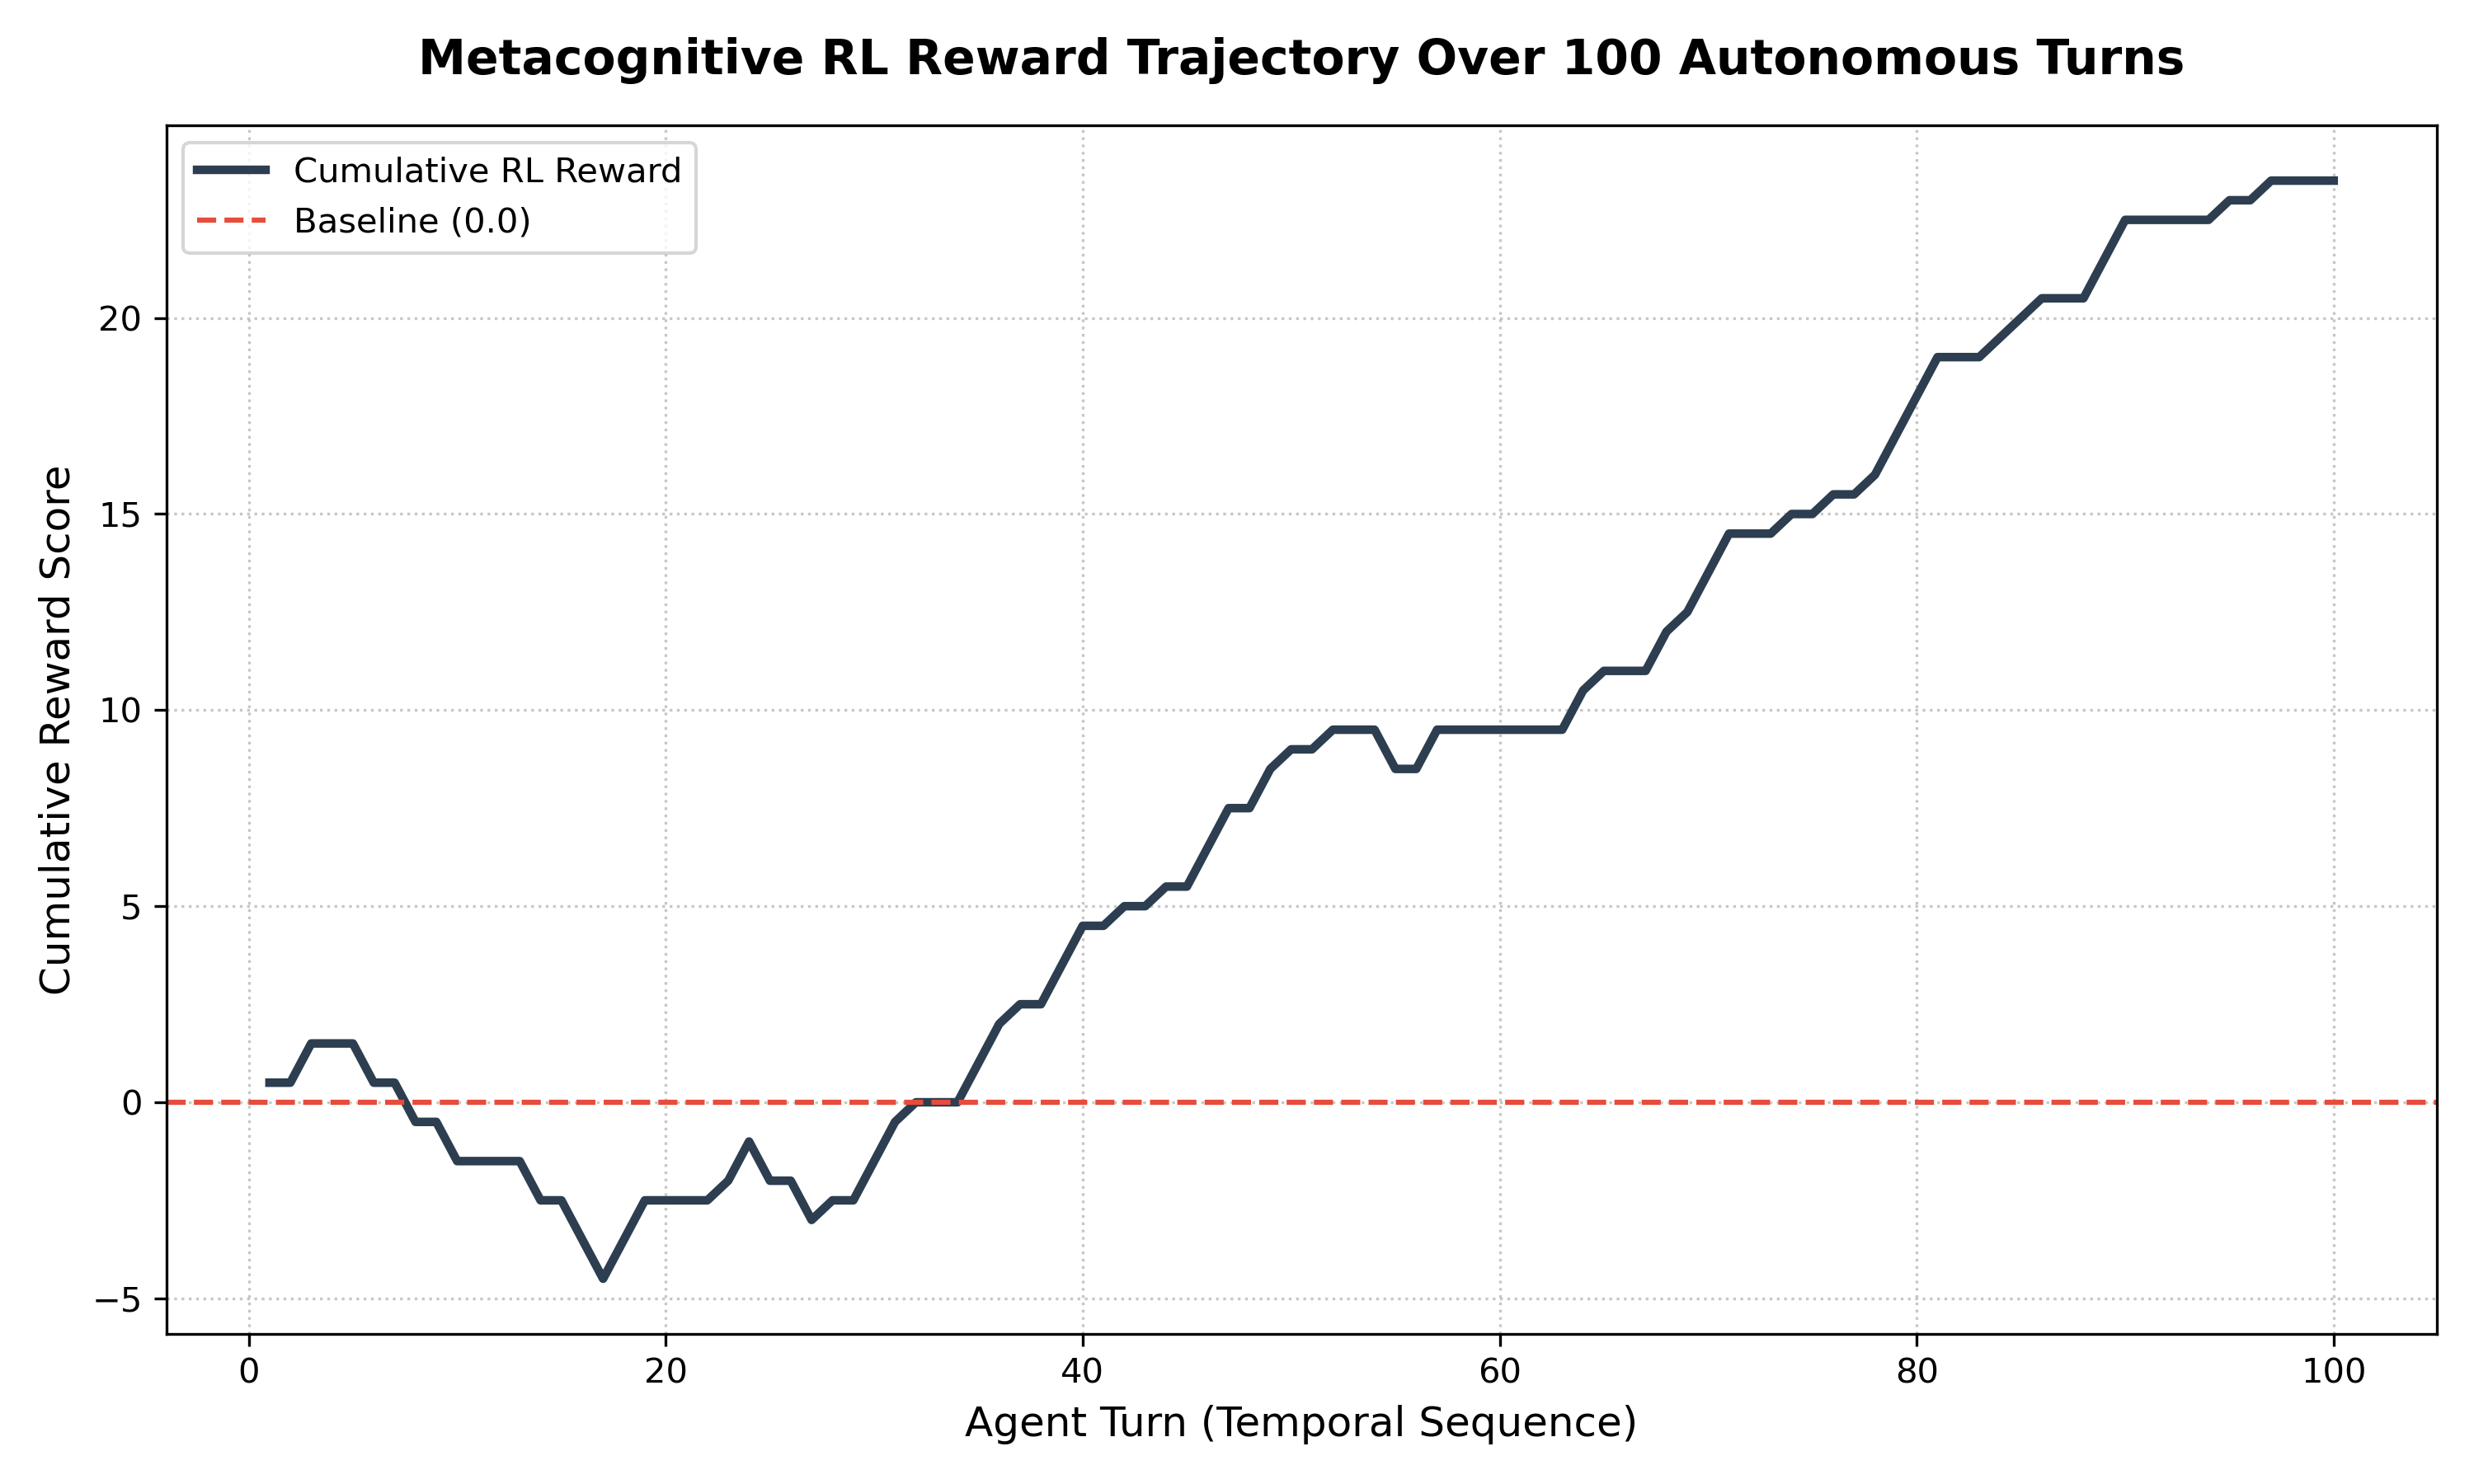 Metacognitive RL Reward Trajectory Over 100 Autonomous Turns
Cumulative RL Reward
Baseline (0.0)
Cumulative Reward Score
20
15
10
5
0
−5
0
20
40
60
80
100
Agent Turn (Temporal Sequence)